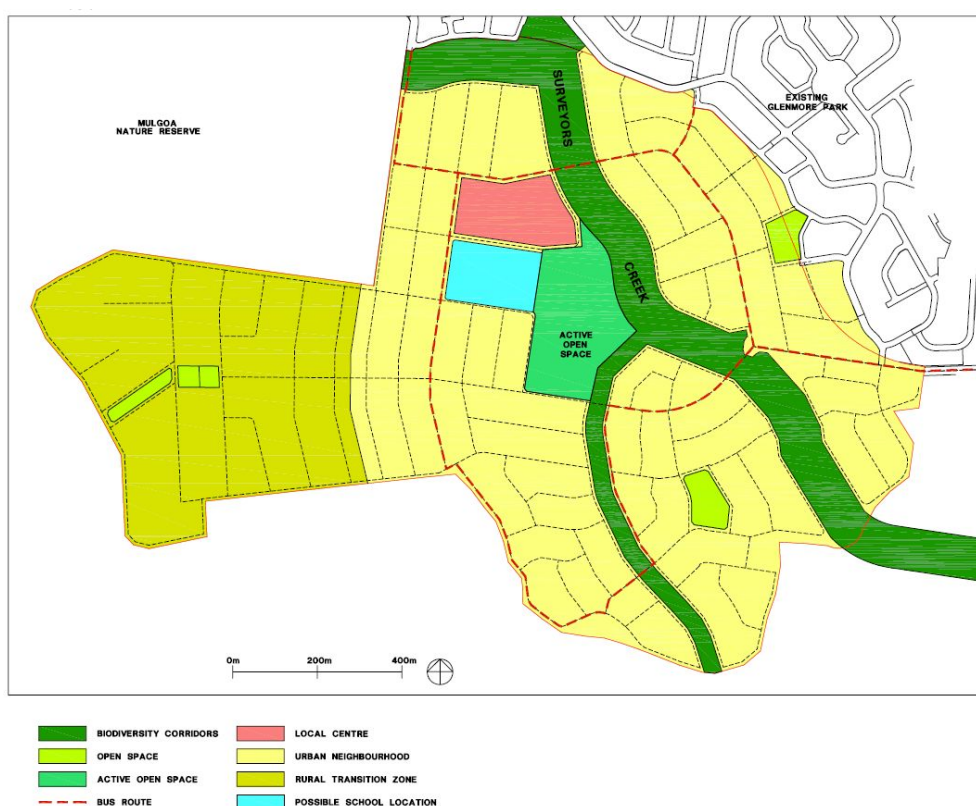 MULGOA
NATURE RESERVE
SURVEYORS
CREEK
EXISTING
GLENMORE PARK
ACTIVE
OPEN
SPACE
0m 200m 400m
BIODIVERSITY CORRIDORS
OPEN SPACE
ACTIVE OPEN SPACE
BUS ROUTE
LOCAL CENTRE
URBAN NEIGHBOURHOOD
RURAL TRANSITION ZONE
POSSIBLE SCHOOL LOCATION